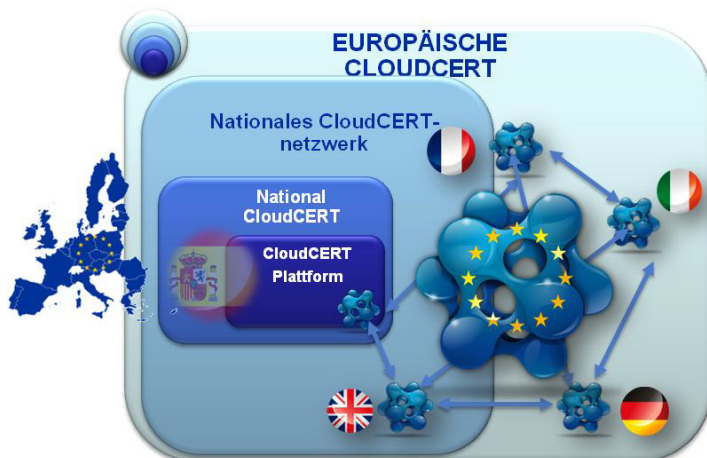 EUROPÄISCHE
CLOUDCERT
Nationales CloudCERT-
netzwerk
National
CloudCERT
CloudCERT
Plattform